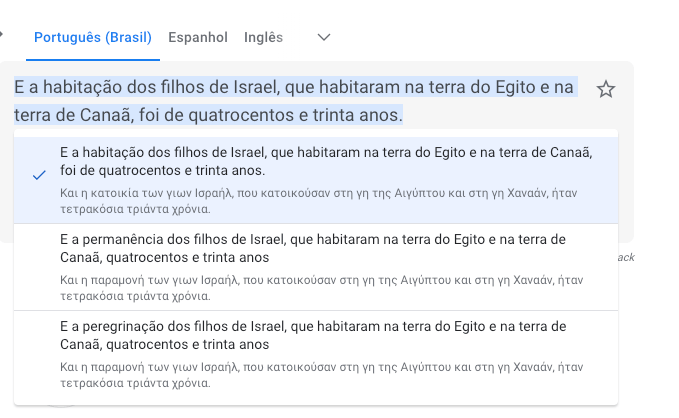 Português (Brasil) Espanhol Inglês
E a habitação dos filhos de Israel, que habitaram na terra do Egito e na
terra de Canaã, foi de quatrocentos e trinta anos.
E a habitação dos filhos de Israel, que habitaram na terra do Egito e na terra de Canaã,
foi de quatrocentos e trinta anos.
Και η κατοικία των γιων Ισραήλ, που κατοικούσαν στη γη της Αιγύπτου και στη γη Χαναάν, ήταν
τετρακόσια τριάντα χρόνια.
E a permanência dos filhos de Israel, que habitaram na terra do Egito e na terra de
Canaã, quatrocentos e trinta anos
Και η παραμονή των γιων Ισραήλ, που κατοικούσαν στη γη της Αιγύπτου και στη γη Χαναάν, ήταν
τετρακόσια τριάντα χρόνια.
ack
E a peregrinação dos filhos de Israel, que habitaram na terra do Egito e na terra de
Canaã, quatrocentos e trinta anos
Και η παραμονή των γιων Ισραήλ, που κατοικούσαν στη γη της Αιγύπτου και στη γη Χαναάν, ήταν
τετρακόσια τριάντα χρόνια.